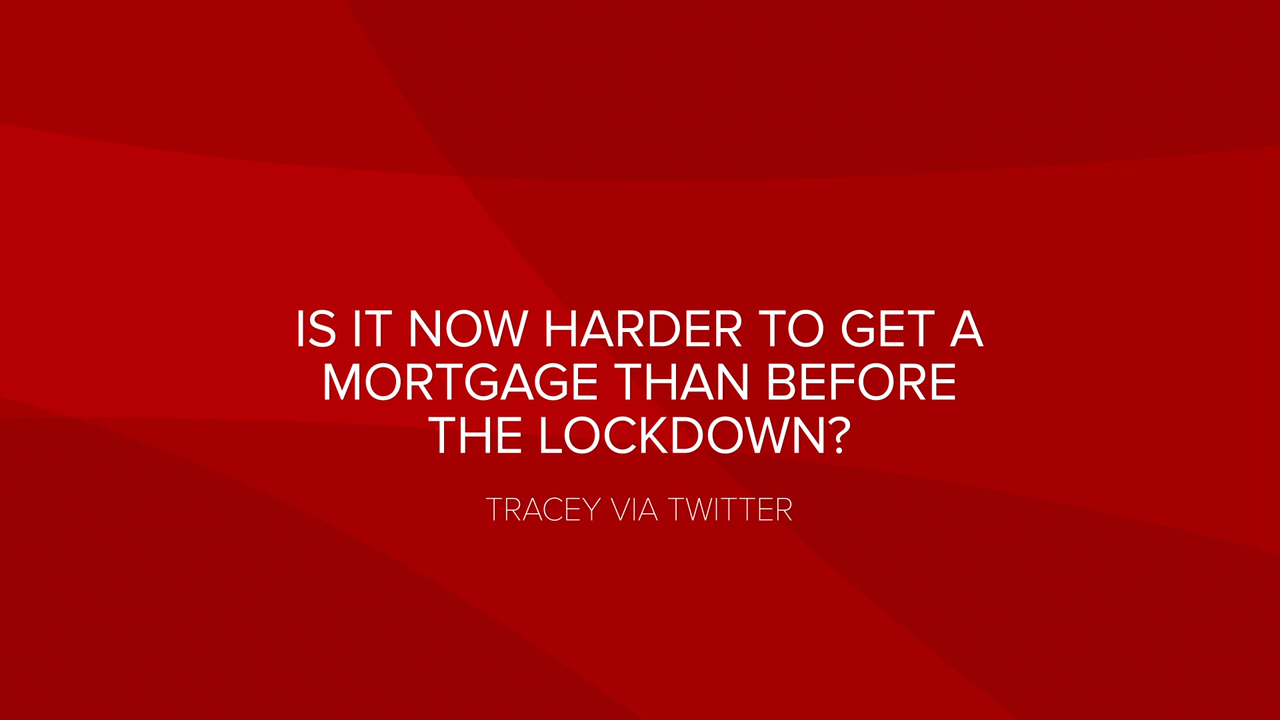 IS IT NOW HARDER TO GET A
MORTGAGE THAN BEFORE
THE LOCKDOWN?
TRACEY VIA TWITTER